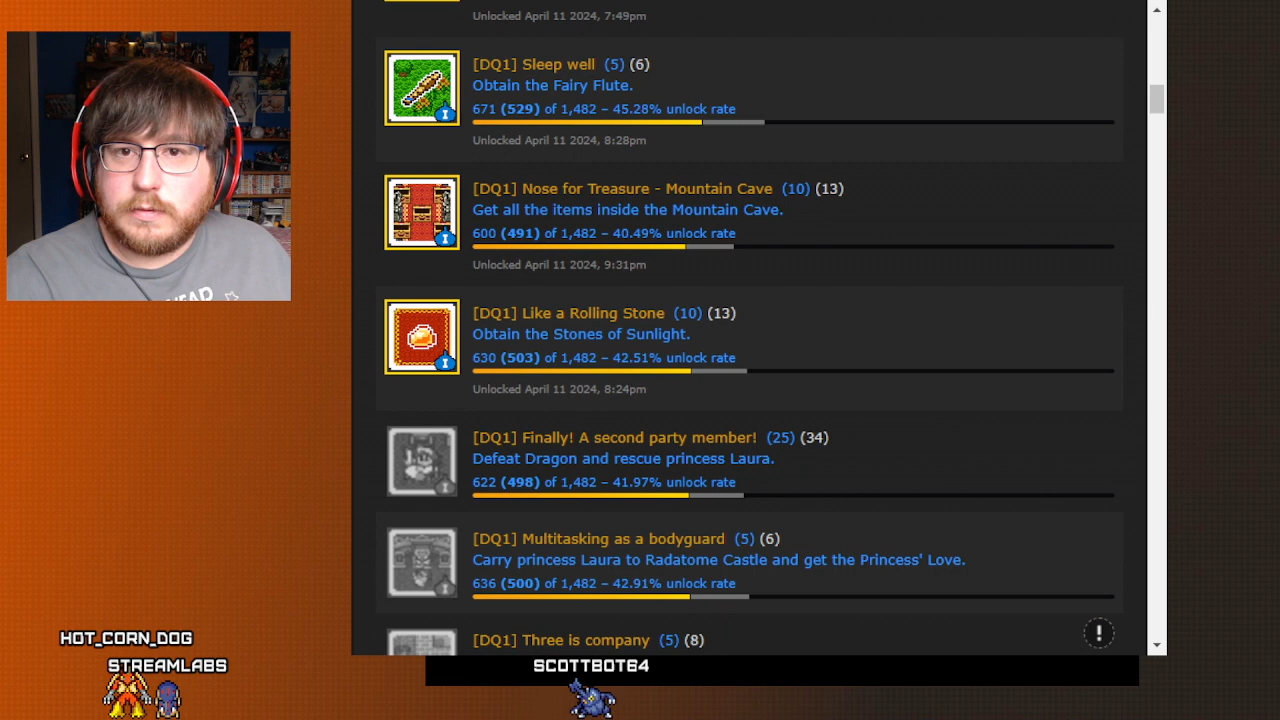 Unlocked April 11 2024, 7:49pm
[DQ1] Sleep well (5) (6)
Obtain the Fairy Flute.
671 (529) of 1,482 – 45.28% unlock rate
Unlocked April 11 2024, 8:28pm
[DQ1] Nose for Treasure - Mountain Cave (10) (13)
Get all the items inside the Mountain Cave.
600 (491) of 1,482 – 40.49% unlock rate
Unlocked April 11 2024, 9:31pm
[DQ1] Like a Rolling Stone (10) (13)
Obtain the Stones of Sunlight.
630 (503) of 1,482 – 42.51% unlock rate
Unlocked April 11 2024, 8:24pm
[DQ1] Finally! A second party member! (25) (34)
Defeat Dragon and rescue princess Laura.
622 (498) of 1,482 – 41.97% unlock rate
[DQ1] Multitasking as a bodyguard (5) (6)
Carry princess Laura to Radatome Castle and get the Princess' Love.
636 (500) of 1,482 – 42.91% unlock rate
[DQ1] Three is company (5) (8)
HOT_CORN_DOG
STREAMLABS
SCOTTBOT64